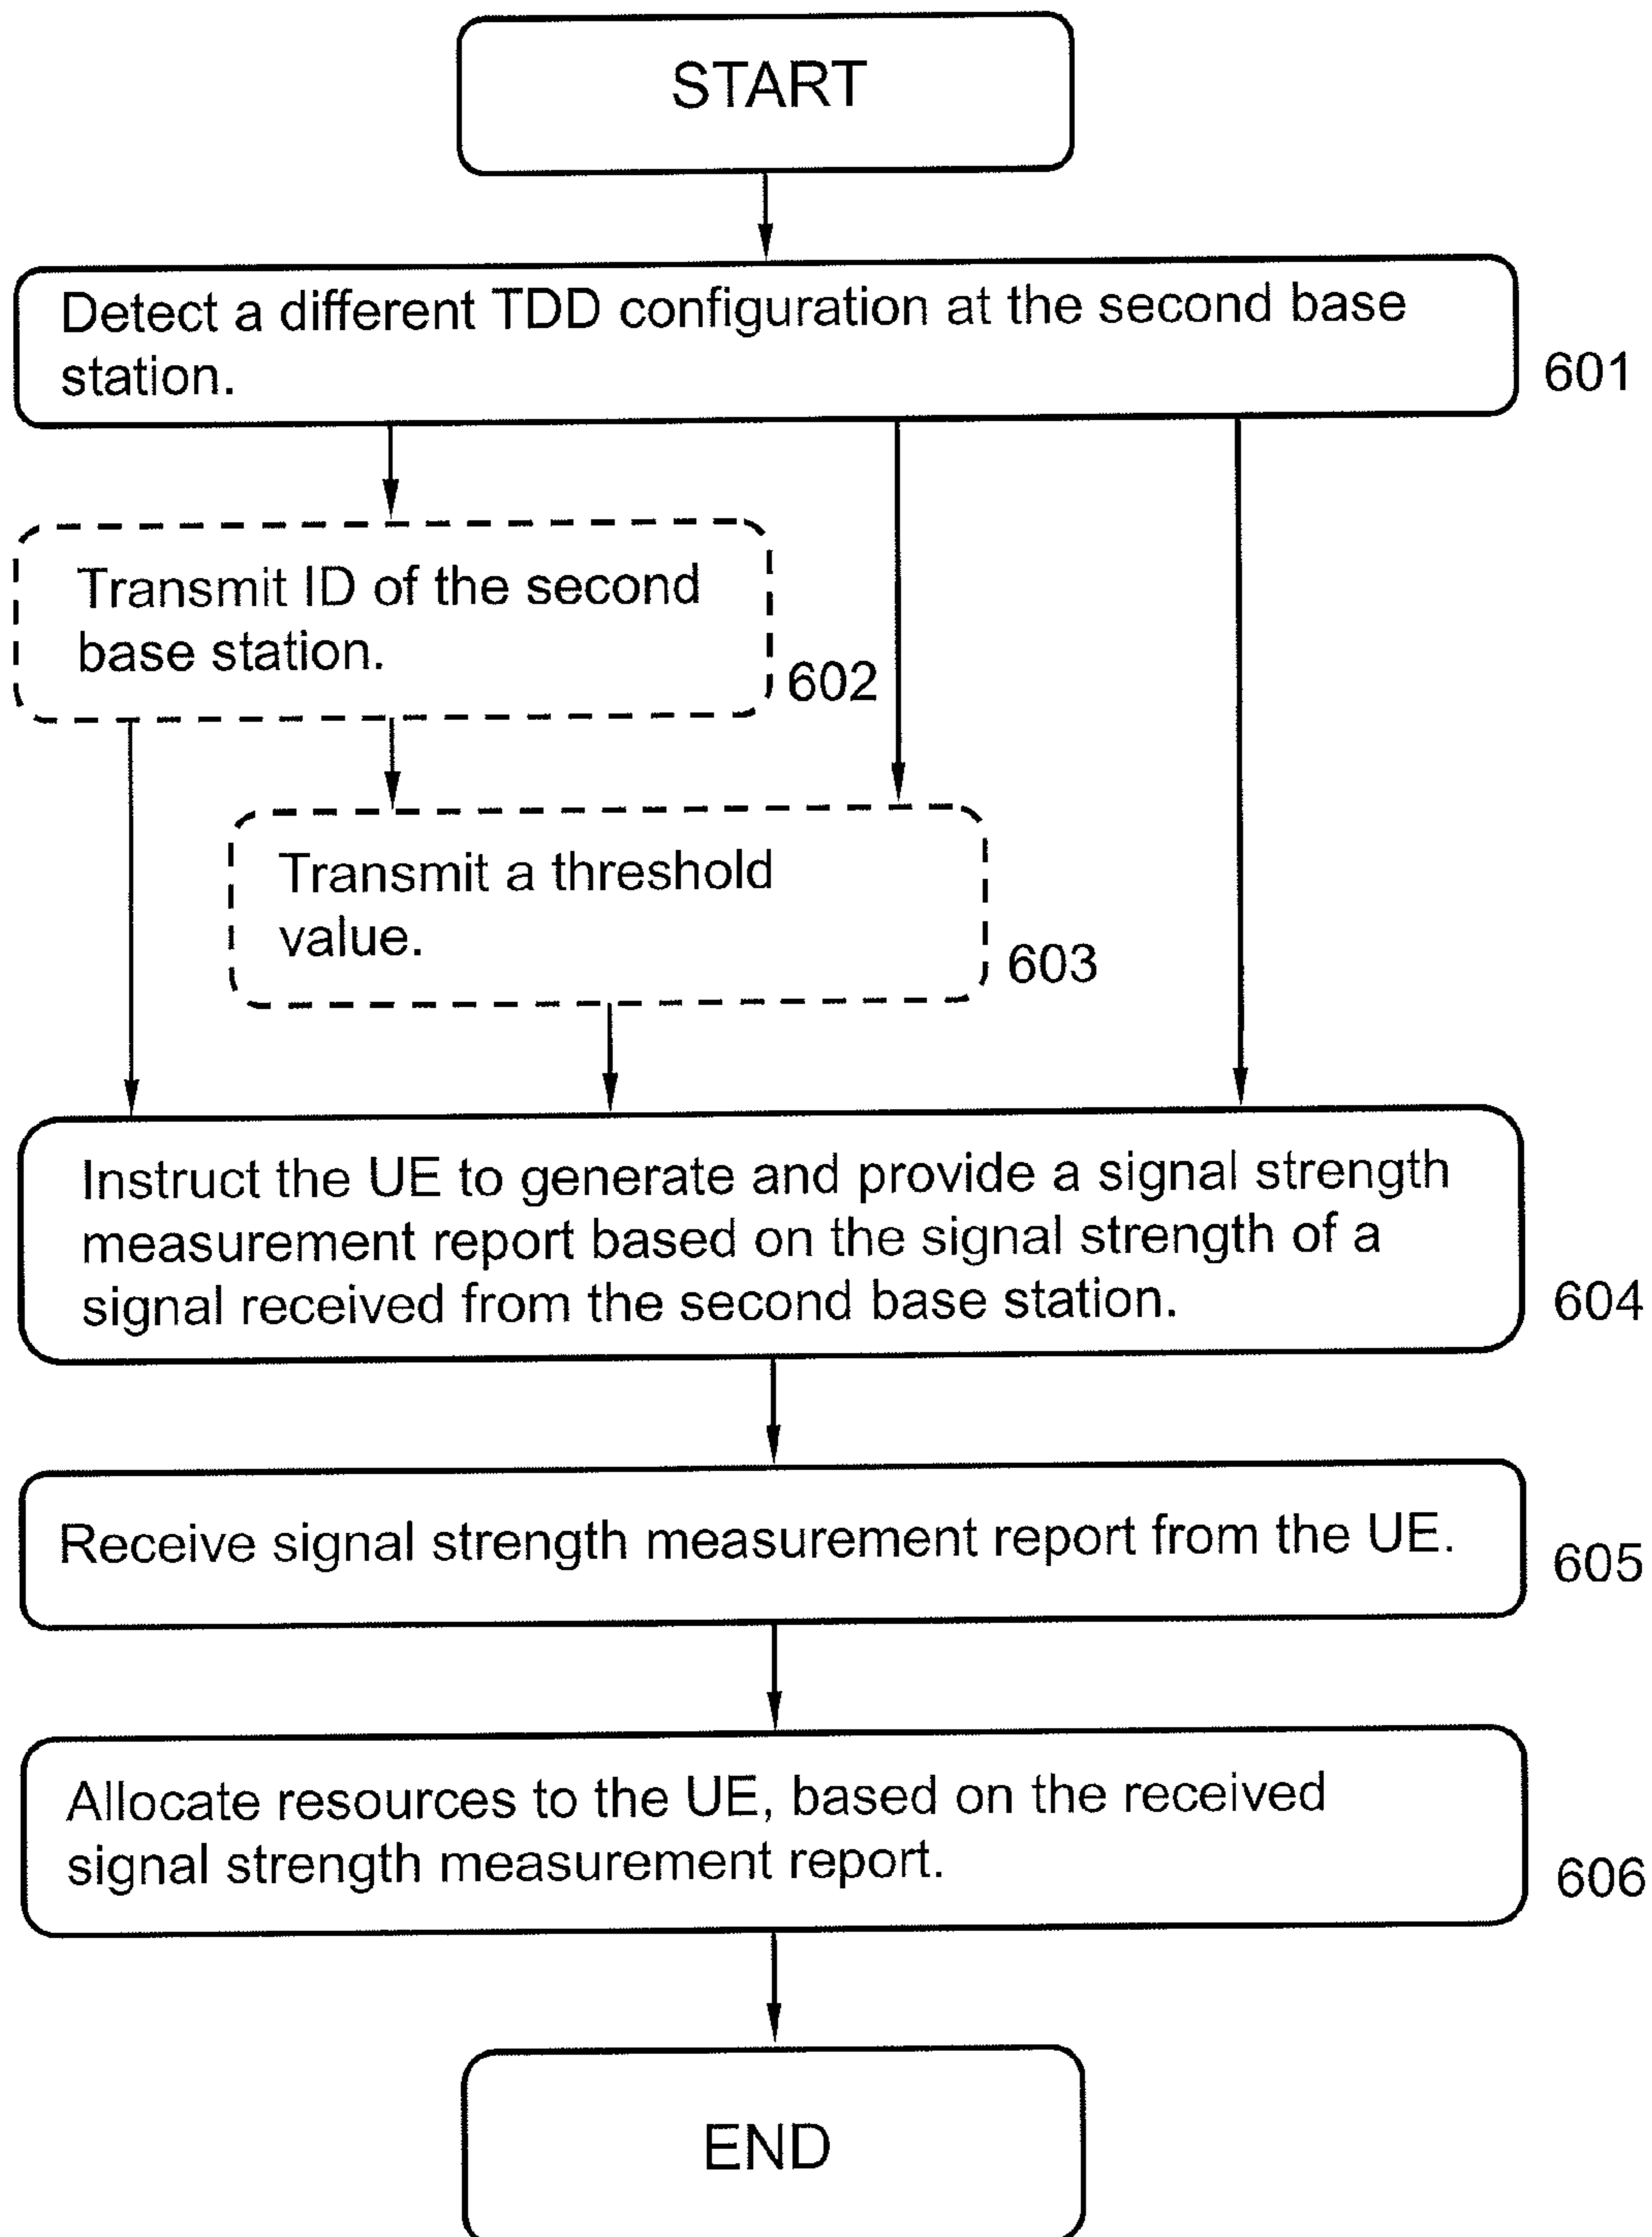 START
Detect a different TDD configuration at the second base
station.
601
Transmit ID of the second
base station.
602
Transmit a threshold
value.
603
Instruct the UE to generate and provide a signal strength
measurement report based on the signal strength of a
signal received from the second base station.
604
Receive signal strength measurement report from the UE.
605
Allocate resources to the UE, based on the received
signal strength measurement report.
606
END